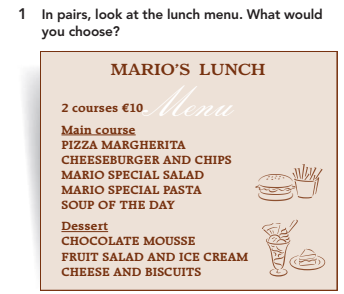 1 In pairs, look at the lunch menu. What would
you choose?
MARIO'S LUNCH
Menu
2 courses €10
Main course
PIZZA MARGHERITA
CHEESEBURGER AND CHIPS
MARIO SPECIAL SALAD
MARIO SPECIAL PASTA
SOUP OF THE DAY
Dessert
CHOCOLATE MOUSSE
FRUIT SALAD AND ICE CREAM
CHEESE AND BISCUITS